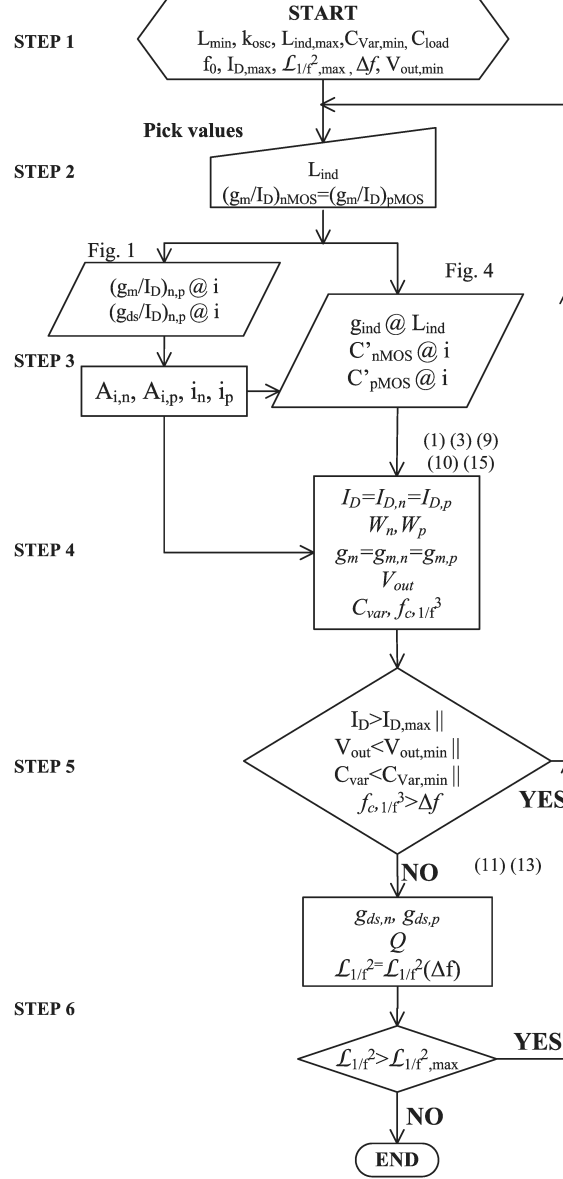 START
STEP 1
L_min, k_osc, L_ind,max,C_Var,min, C_load
f_0, I_D,max, ℒ_1/f^2,max, Δf, V_out,min
Pick values
STEP 2
L_ind
(g_m/I_D)_nMOS=(g_m/I_D)_pMOS
Fig. 1
Fig. 4
(g_m/I_D)_n,p @ i
(g_ds/I_D)_n,p @ i
g_ind @ L_ind
C'_nMOS @ i
C'_pMOS @ i
STEP 3
A_i,n, A_i,p, i_n, i_p
(1) (3) (9)
(10) (15)
STEP 4
I_D=I_D,n=I_D,p
W_n, W_p
g_m=g_m,n=g_m,p
V_out
C_var, f_c,1/f^3
STEP 5
I_D>I_D,max ||
V_out<V_out,min ||
C_var<C_Var,min ||
f_c,1/f^3>Δf
YES
NO
(11) (13)
g_ds,n, g_ds,p
Q
ℒ_1/f^2=ℒ_1/f^2(Δf)
STEP 6
ℒ_1/f^2>ℒ_1/f^2,max
YES
NO
END